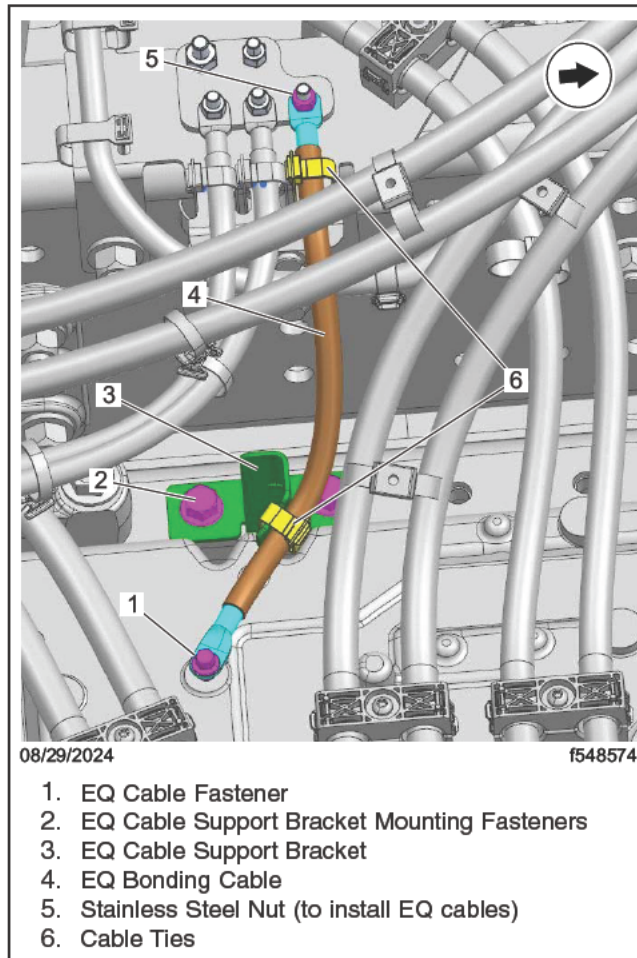 5
4
3
6
2
1
08/29/2024 f548574
1. EQ Cable Fastener
2. EQ Cable Support Bracket Mounting Fasteners
3. EQ Cable Support Bracket
4. EQ Bonding Cable
5. Stainless Steel Nut (to install EQ cables)
6. Cable Ties